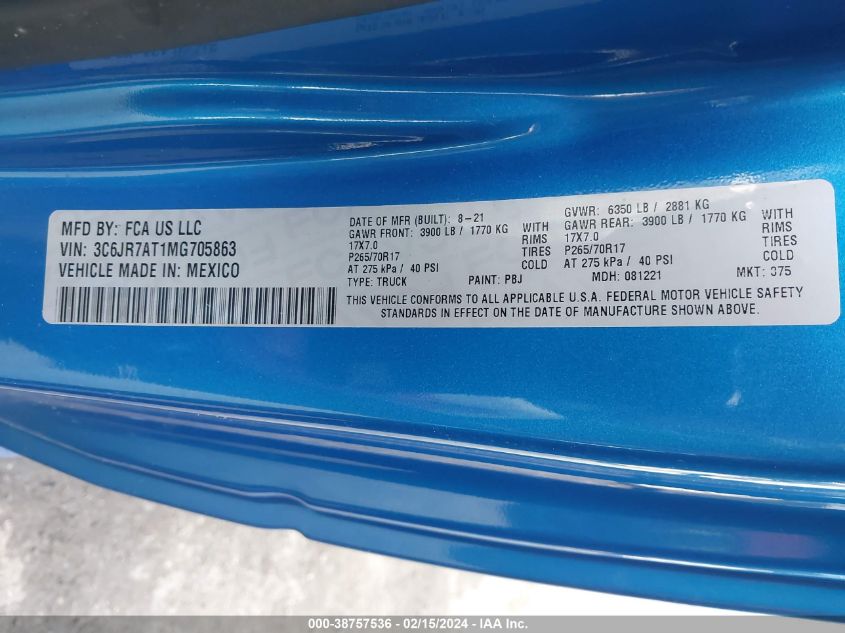 MFD BY: FCA US LLC
VIN: 3C6JR7AT1MG705863
VEHICLE MADE IN: MEXICO
DATE OF MFR (BUILT): 8-21
GVWR: 6350 LB / 2881 KG
GAWR FRONT: 3900 LB / 1770 KG WITH
17X7.0 RIMS
P265/70R17 TIRES
AT 275 kPa / 40 PSI COLD
GAWR REAR: 3900 LB / 1770 KG WITH
17X7.0 RIMS
P265/70R17 TIRES
AT 275 kPa / 40 PSI COLD
TYPE: TRUCK PAINT: PBJ MDH: 081221 MKT: 375
THIS VEHICLE CONFORMS TO ALL APPLICABLE U.S.A. FEDERAL MOTOR VEHICLE SAFETY
STANDARDS IN EFFECT ON THE DATE OF MANUFACTURE SHOWN ABOVE.
000-38757536 - 02/15/2024 - IAA Inc.